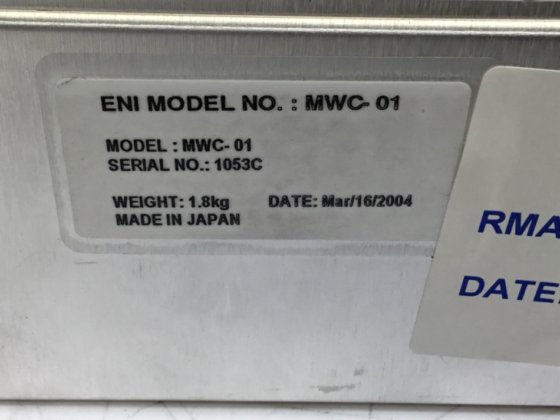 ENI MODEL NO. : MWC- 01
MODEL : MWC- 01
SERIAL NO.: 1053C
WEIGHT: 1.8kg DATE: Mar/16/2004
MADE IN JAPAN
RMA
DATE: